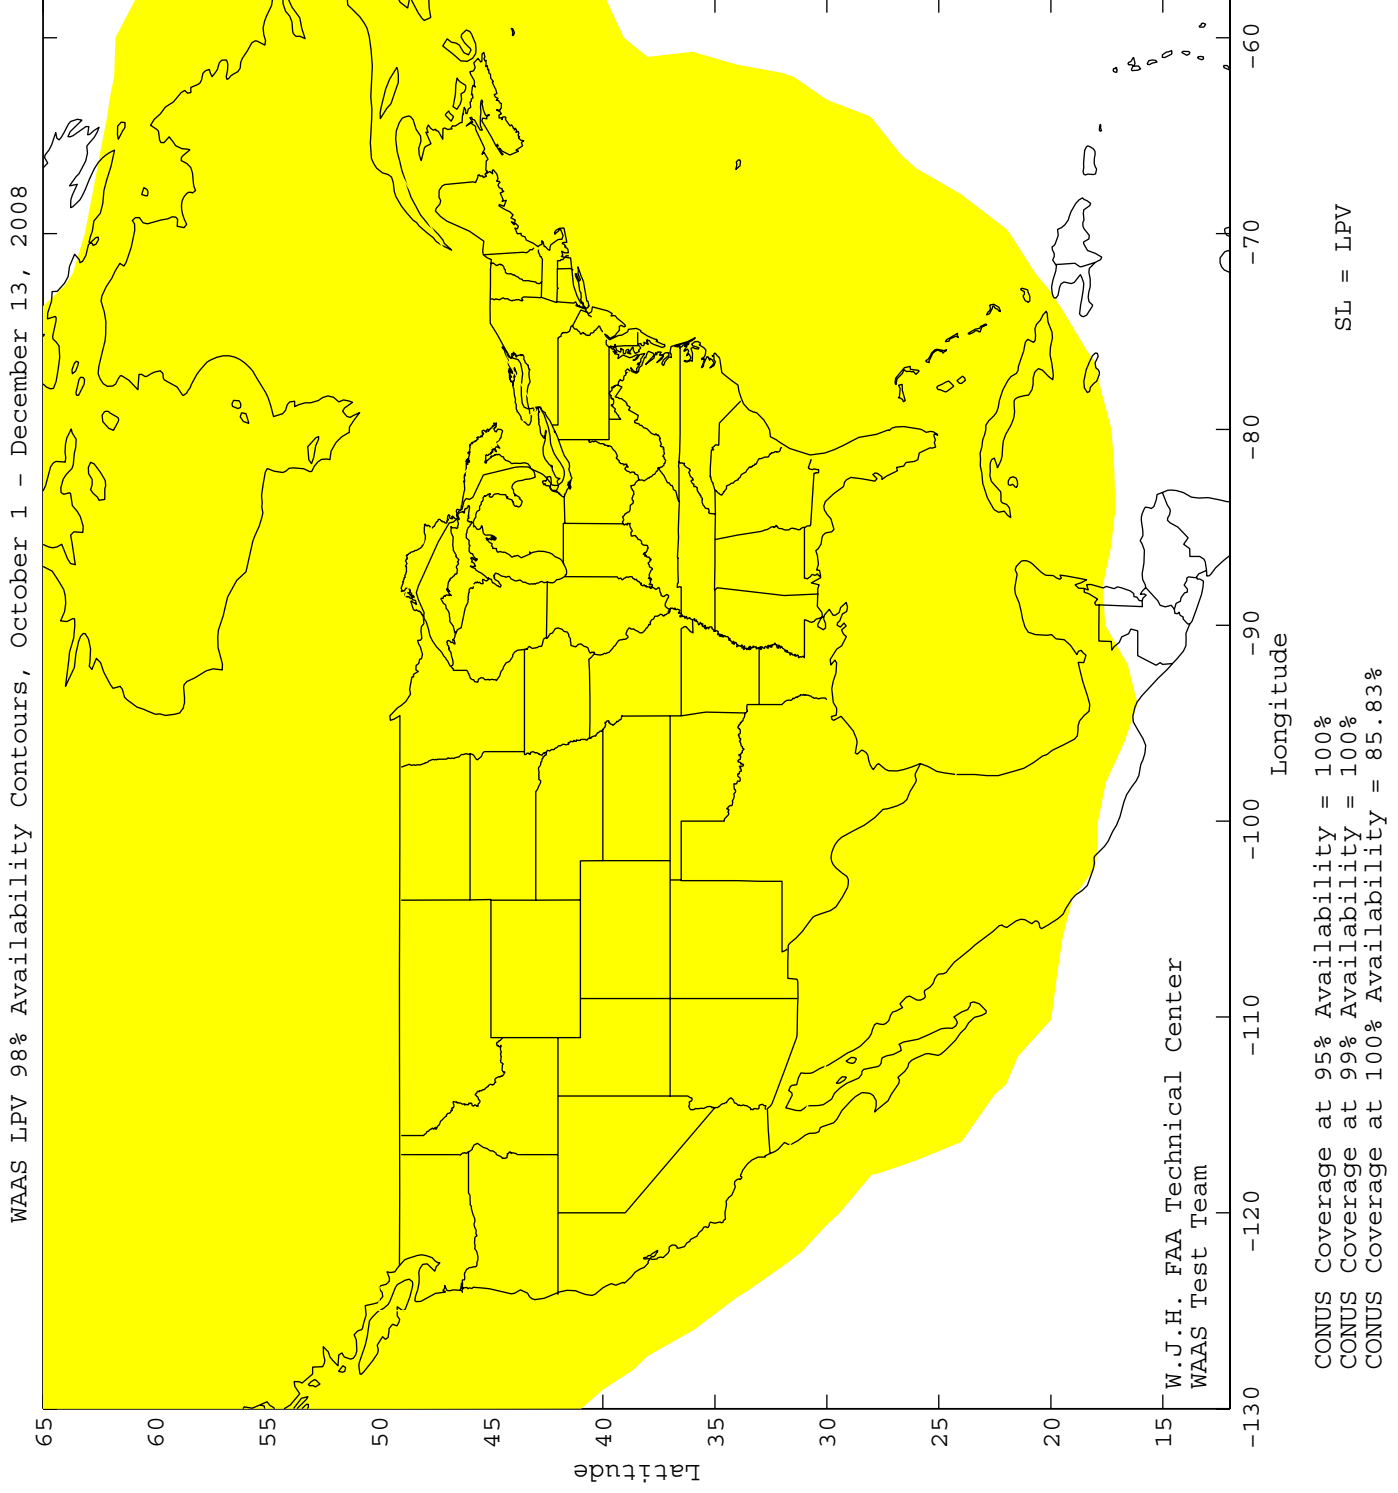 WAAS LPV 98% Availability Contours, October 1 - December 13, 2008
65
60
55
50
45
40
35
30
25
20
15
Latitude
-130
-120
-110
-100
-90
-80
-70
-60
Longitude
W.J.H. FAA Technical Center
WAAS Test Team
CONUS Coverage at 95% Availability = 100%
CONUS Coverage at 99% Availability = 100%
CONUS Coverage at 100% Availability = 85.83%
SL = LPV